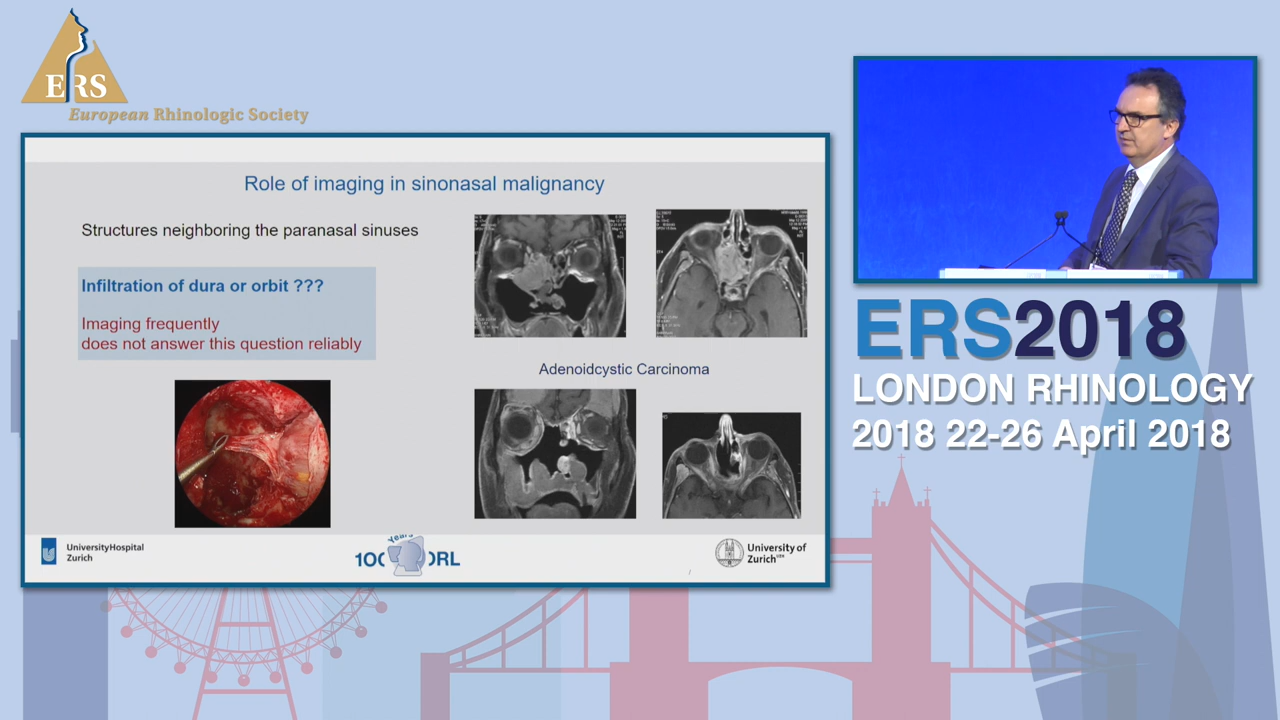 ERS
European Rhinologic Society
Role of imaging in sinonasal malignancy
Structures neighboring the paranasal sinuses
Infiltration of dura or orbit ???
Imaging frequently
does not answer this question reliably
Adenoidcystic Carcinoma
UniversityHospital
Zurich
100 Years ORL
University of
Zurich
ERS2018
LONDON RHINOLOGY
2018 22-26 April 2018